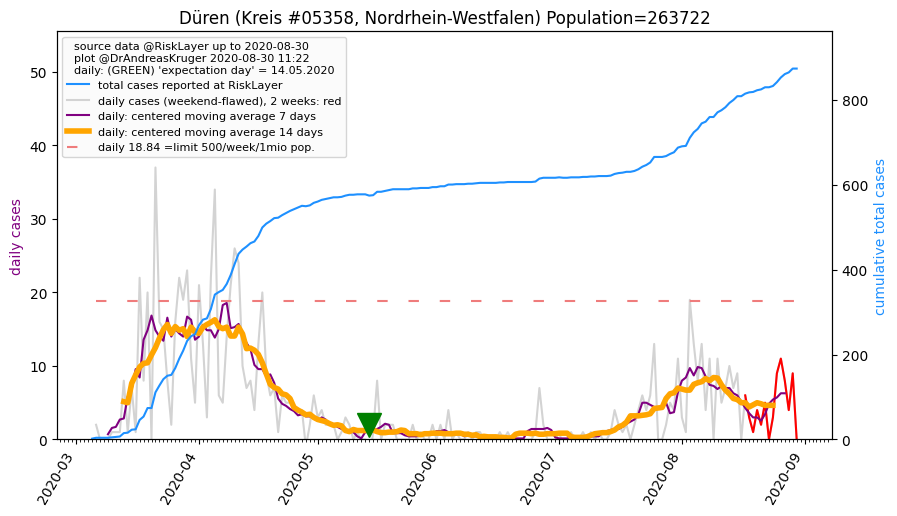 Düren (Kreis #05358, Nordrhein-Westfalen) Population=263722
source data @RiskLayer up to 2020-08-30
plot @DrAndreasKruger 2020-08-30 11:22
daily: (GREEN) 'expectation day' = 14.05.2020
total cases reported at RiskLayer
daily cases (weekend-flawed), 2 weeks: red
daily: centered moving average 7 days
daily: centered moving average 14 days
daily 18.84 =limit 500/week/1mio pop.
daily cases
50
40
30
20
10
0
cumulative total cases
800
600
400
200
0
2020-03
2020-04
2020-05
2020-06
2020-07
2020-08
2020-09